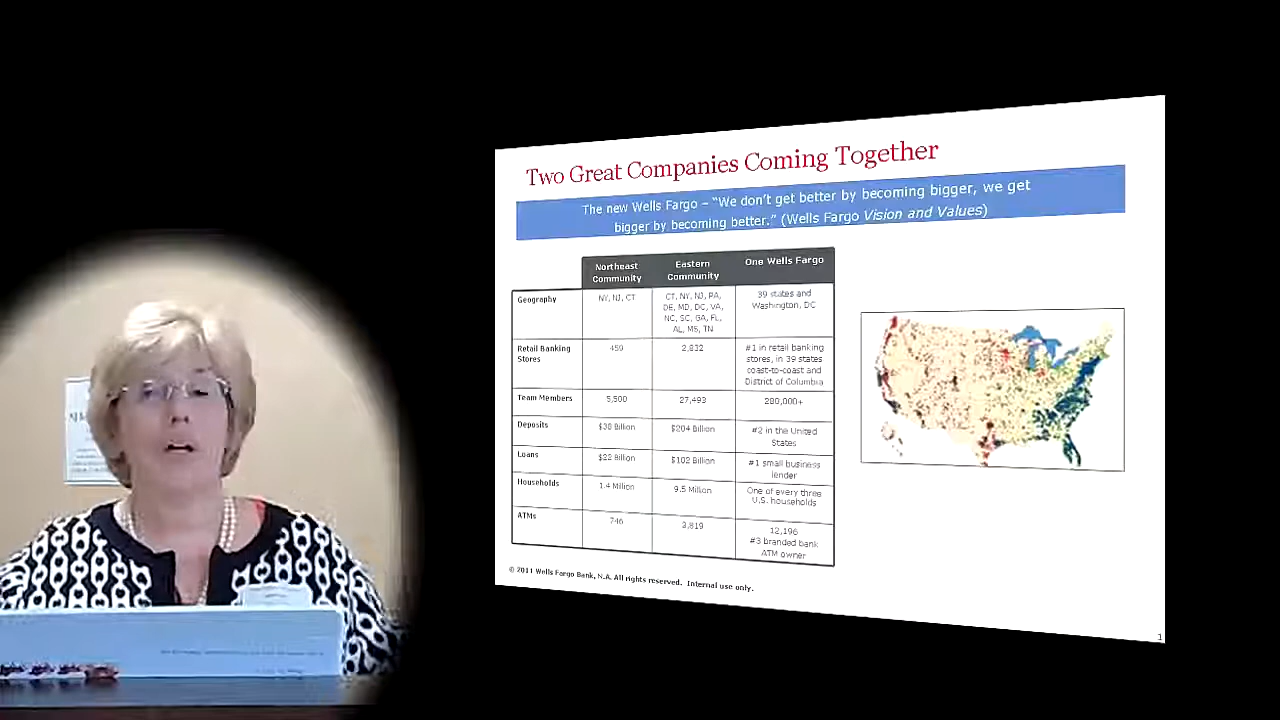 Two Great Companies Coming Together
The new Wells Fargo – “We don’t get better by becoming bigger, we get
bigger by becoming better.” (Wells Fargo Vision and Values)
Northeast Community | Eastern Community | One Wells Fargo
Geography
NY, NJ, CT
CT, NY, NJ, PA,
DE, MD, DC, VA,
NC, SC, GA, FL,
AL, MS, TN
39 states and
Washington, DC
Retail Banking
Stores
459
2,832
#1 in retail banking
stores, in 39 states
coast-to-coast and
District of Columbia
Team Members
5,500
27,493
280,000+
Deposits
$38 Billion
$204 Billion
#2 in the United
States
Loans
$22 Billion
$102 Billion
#1 small business
lender
Households
1.4 Million
9.5 Million
One of every three
U.S. households
ATMs
746
3,819
12,196
#3 branded bank
ATM owner
© 2011 Wells Fargo Bank, N.A. All rights reserved. Internal use only.
1